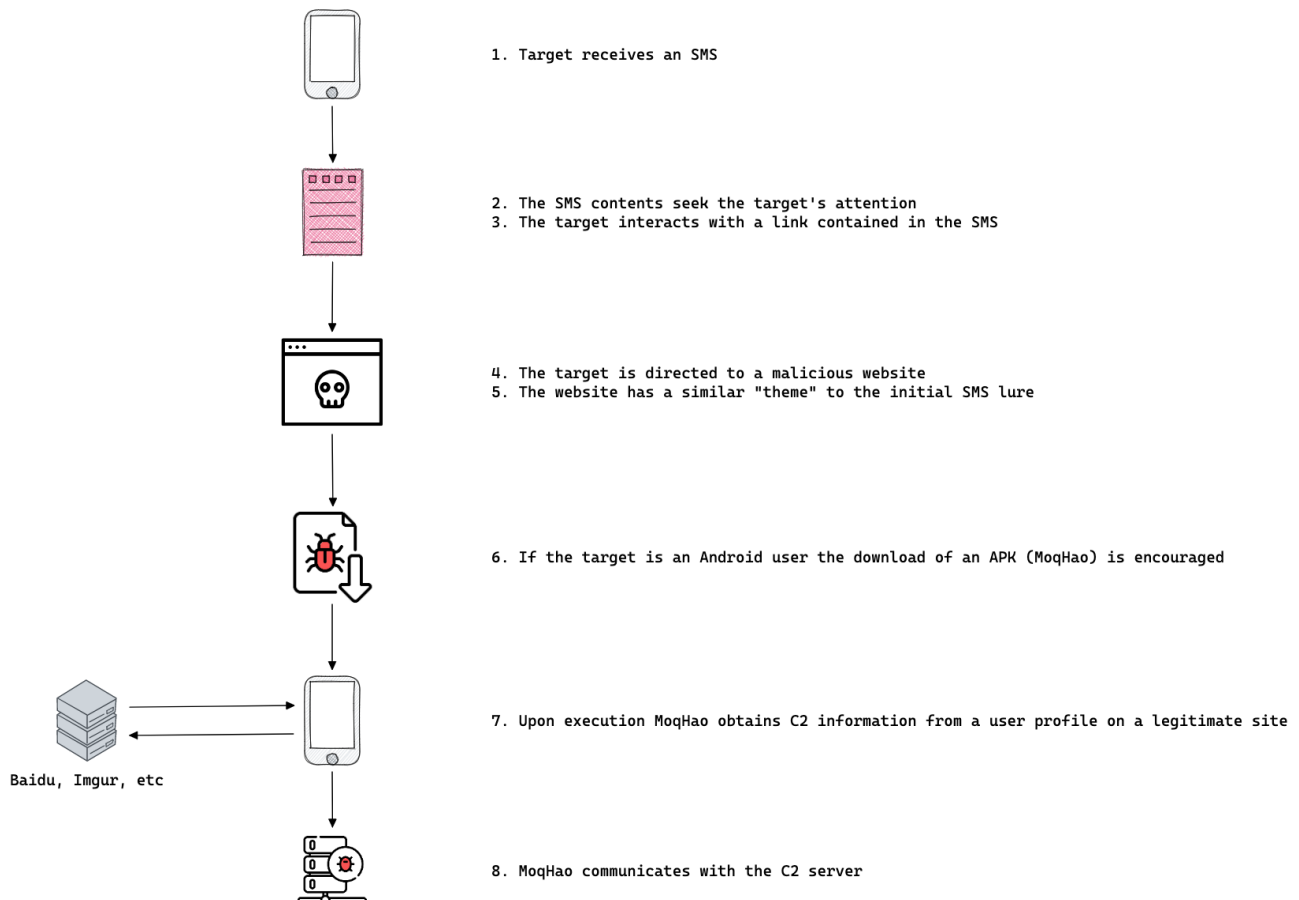 1. Target receives an SMS
2. The SMS contents seek the target's attention
3. The target interacts with a link contained in the SMS
4. The target is directed to a malicious website
5. The website has a similar "theme" to the initial SMS lure
6. If the target is an Android user the download of an APK (MoqHao) is encouraged
7. Upon execution MoqHao obtains C2 information from a user profile on a legitimate site
Baidu, Imgur, etc
8. MoqHao communicates with the C2 server